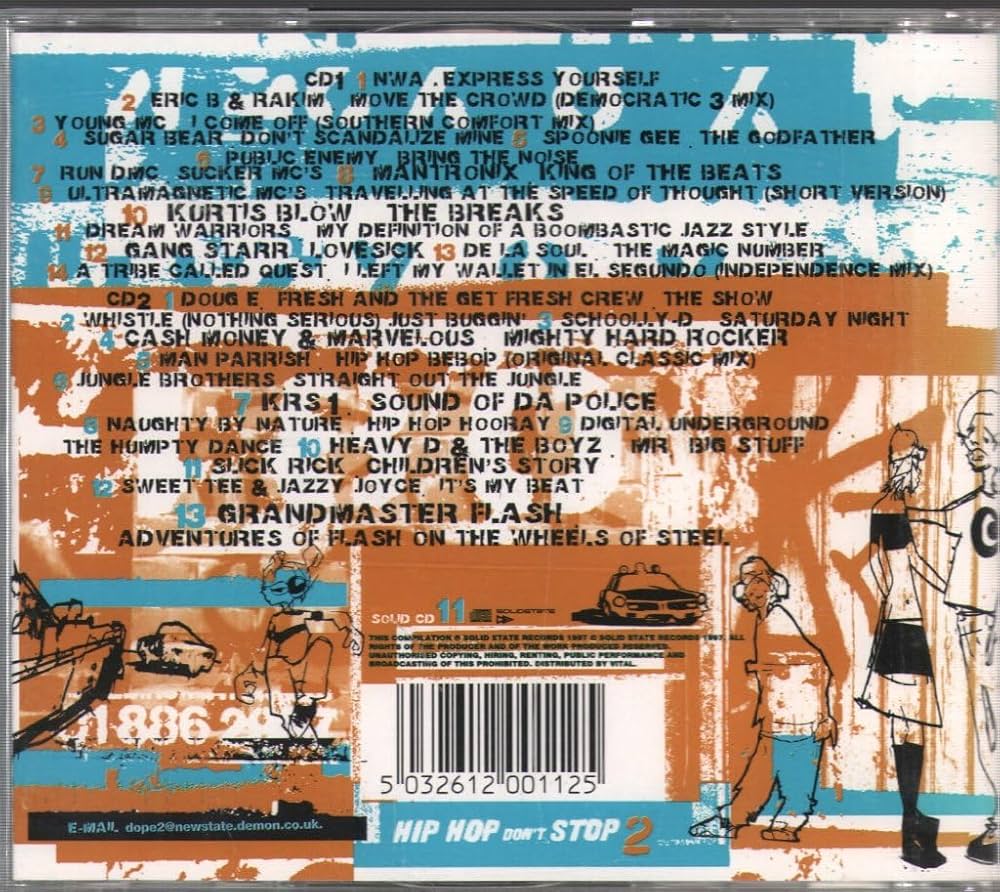 CD1 1 NWA. EXPRESS YOURSELF
2 ERIC B & RAKIM MOVE THE CROWD (DEMOCRATIC 3 MIX)
3 YOUNG MC I COME OFF (SOUTHERN COMFORT MIX)
4 SUGAR BEAR DON'T SCANDALIZE MINE 5 SPOONIE GEE THE GODFATHER
6 PUBLIC ENEMY BRING THE NOISE
7 RUN DMC SUCKER MC'S 8 MANTRONIX KING OF THE BEATS
9 ULTRAMAGNETIC MC'S TRAVELLING AT THE SPEED OF THOUGHT (SHORT VERSION)
10 KURTIS BLOW THE BREAKS
11 DREAM WARRIORS MY DEFINITION OF A BOOMBASTIC JAZZ STYLE
12 GANG STARR LOVESICK 13 DE LA SOUL THE MAGIC NUMBER
14 A TRIBE CALLED QUEST I LEFT MY WALLET IN EL SEGUNDO (INDEPENDENCE MIX)
CD2 1 DOUG E. FRESH AND THE GET FRESH CREW THE SHOW
2 WHISTLE (NOTHING SERIOUS) JUST BUGGIN' 3 SCHOOLLY-D SATURDAY NIGHT
4 CASH MONEY & MARVELOUS MIGHTY HARD ROCKER
5 MAN PARRISH HIP HOP BEBOP (ORIGINAL CLASSIC MIX)
6 JUNGLE BROTHERS STRAIGHT OUT THE JUNGLE
7 KRS1 SOUND OF DA POLICE
8 NAUGHTY BY NATURE HIP HOP HOORAY 9 DIGITAL UNDERGROUND
THE HUMPTY DANCE 10 HEAVY D & THE BOYZ MR BIG STUFF
11 SLICK RICK CHILDREN'S STORY
12 SWEET TEE & JAZZY JOYCE IT'S MY BEAT
13 GRANDMASTER FLASH
ADVENTURES OF FLASH ON THE WHEELS OF STEEL
SOLID CD 11 SOLIDSTATE
THIS COMPILATION ℗ SOLID STATE RECORDS 1997 © SOLID STATE RECORDS 1997. ALL
RIGHTS OF THE PRODUCER AND OF THE WORK PRODUCED RESERVED.
UNAUTHORIZED COPYING, HIRING, RENTING, PUBLIC PERFORMANCE AND
BROADCASTING OF THIS PROHIBITED. DISTRIBUTED BY VITAL.
5 032612 001125
E-MAIL dope2@newstate.demon.co.uk.
HIP HOP DON'T STOP 2